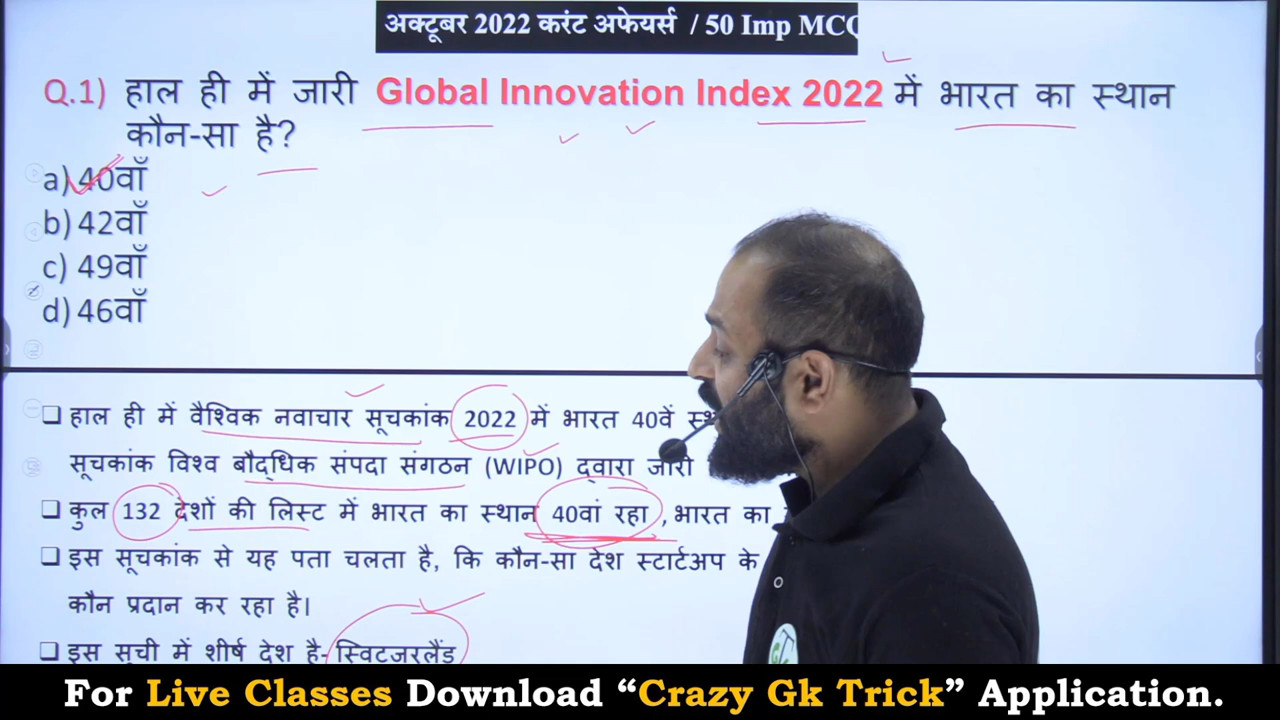 अक्टूबर 2022 करंट अफेयर्स / 50 Imp MCQ
Q.1) हाल ही में जारी Global Innovation Index 2022 में भारत का स्थान
कौन-सा है?
a) 40वाँ
b) 42वाँ
c) 49वाँ
d) 46वाँ
❑ हाल ही में वैश्विक नवाचार सूचकांक 2022 में भारत 40वें
सूचकांक विश्व बौद्धिक संपदा संगठन (WIPO) द्वारा जारी
❑ कुल 132 देशों की लिस्ट में भारत का स्थान 40वां रहा ,भारत का
❑ इस सूचकांक से यह पता चलता है, कि कौन-सा देश स्टार्टअप के
कौन प्रदान कर रहा है।
❑ इस सूची में शीर्ष देश है- स्विटजरलैंड
For Live Classes Download “Crazy Gk Trick” Application.